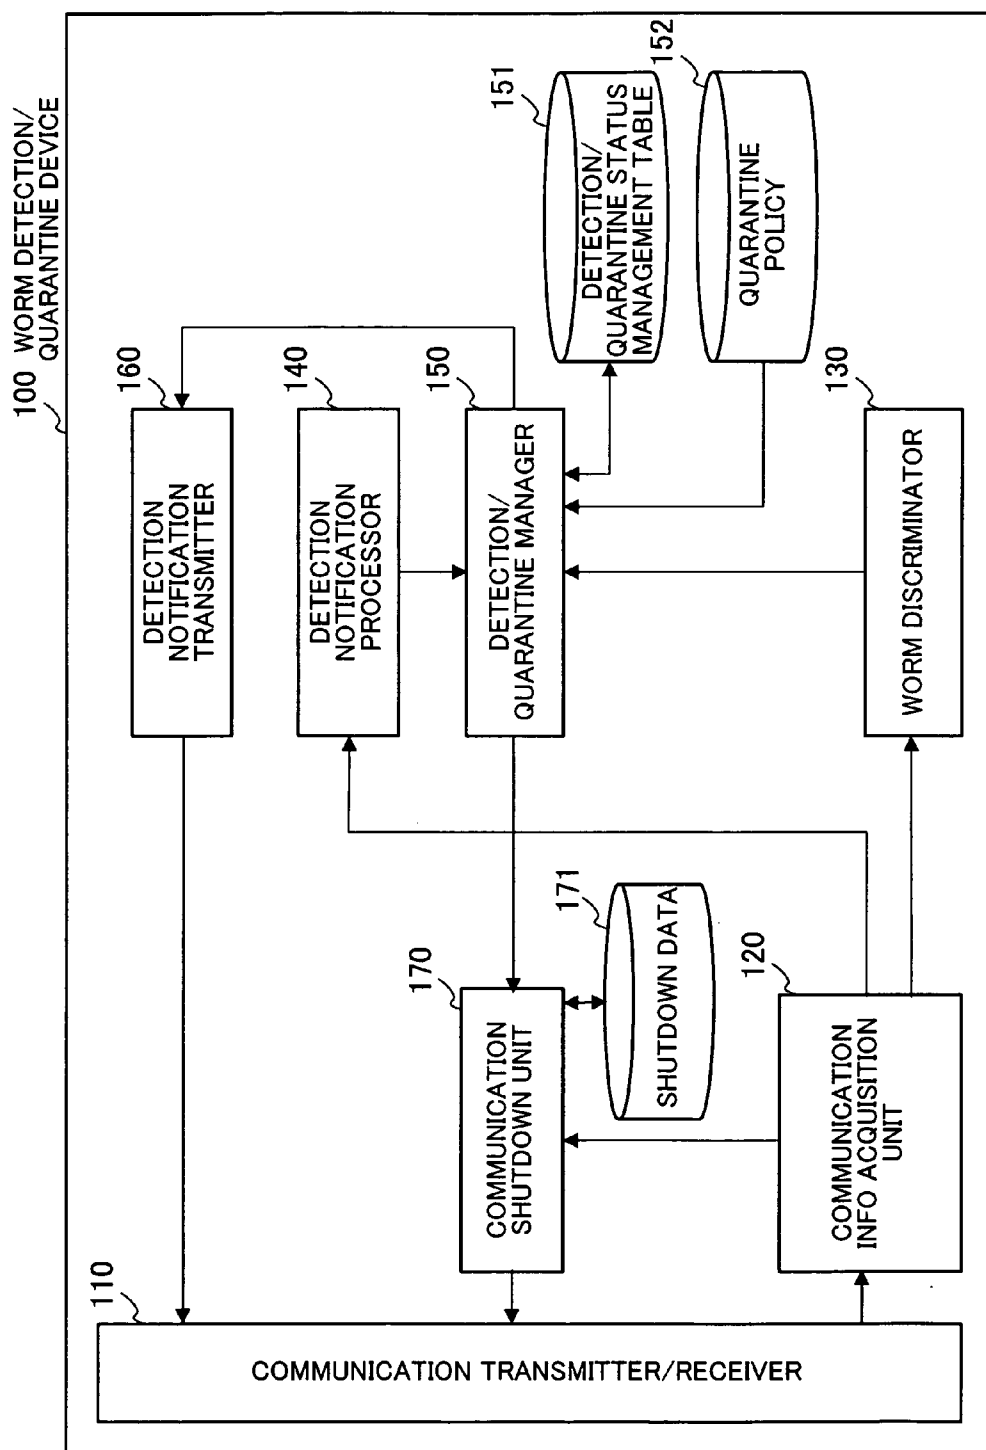 100 WORM DETECTION/
QUARANTINE DEVICE
110
COMMUNICATION TRANSMITTER/RECEIVER
160
DETECTION
NOTIFICATION
TRANSMITTER
140
DETECTION
NOTIFICATION
PROCESSOR
170
COMMUNICATION
SHUTDOWN UNIT
150
DETECTION/
QUARANTINE MANAGER
151
DETECTION/
QUARANTINE STATUS
MANAGEMENT TABLE
171
SHUTDOWN DATA
152
QUARANTINE
POLICY
120
COMMUNICATION
INFO ACQUISITION
UNIT
130
WORM DISCRIMINATOR